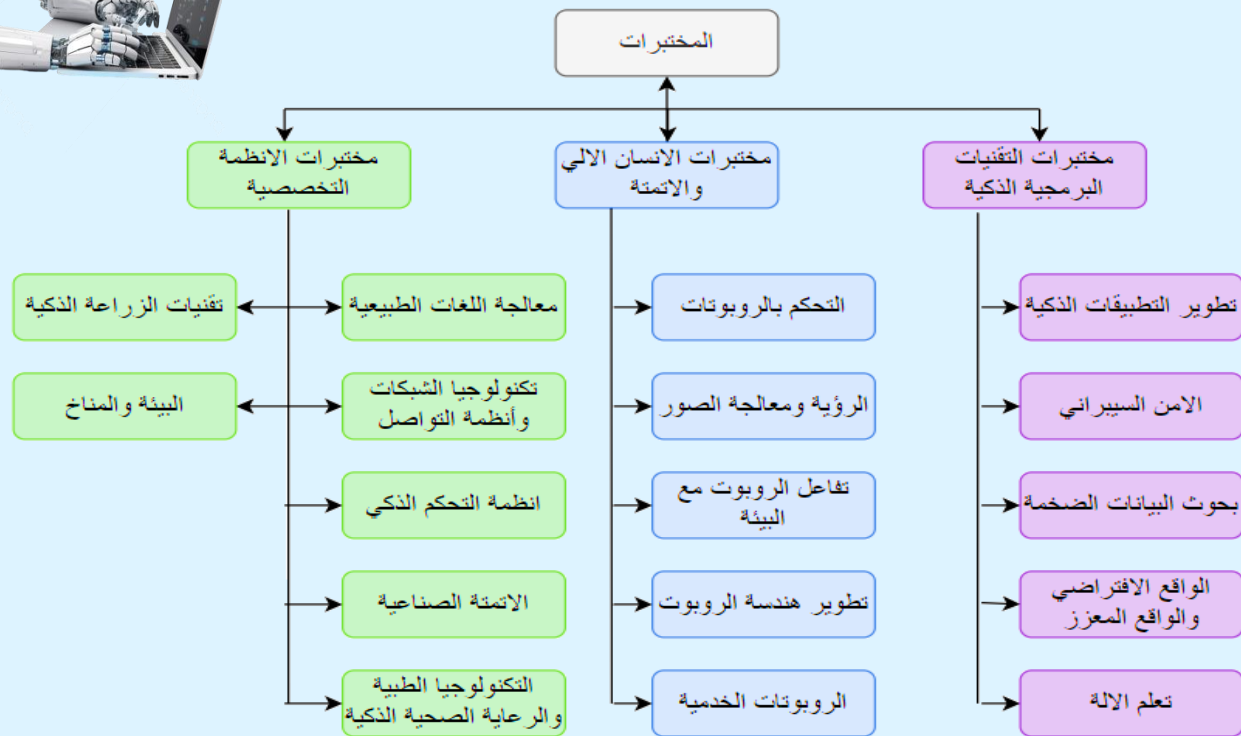 المختبرات
مختبرات التقنيات
البرمجية الذكية
تطوير التطبيقات الذكية
الامن السيبراني
بحوث البيانات الضخمة
الواقع الافتراضي
والواقع المعزز
تعلم الالة
مختبرات الانسان الالي
والاتمتة
التحكم بالروبوتات
الرؤية ومعالجة الصور
تفاعل الروبوت مع
البيئة
تطوير هندسة الروبوت
الروبوتات الخدمية
مختبرات الانظمة
التخصصية
معالجة اللغات الطبيعية
تكنولوجيا الشبكات
وأنظمة التواصل
انظمة التحكم الذكي
الاتمتة الصناعية
التكنولوجيا الطبية
والرعاية الصحية الذكية
تقنيات الزراعة الذكية
البيئة والمناخ